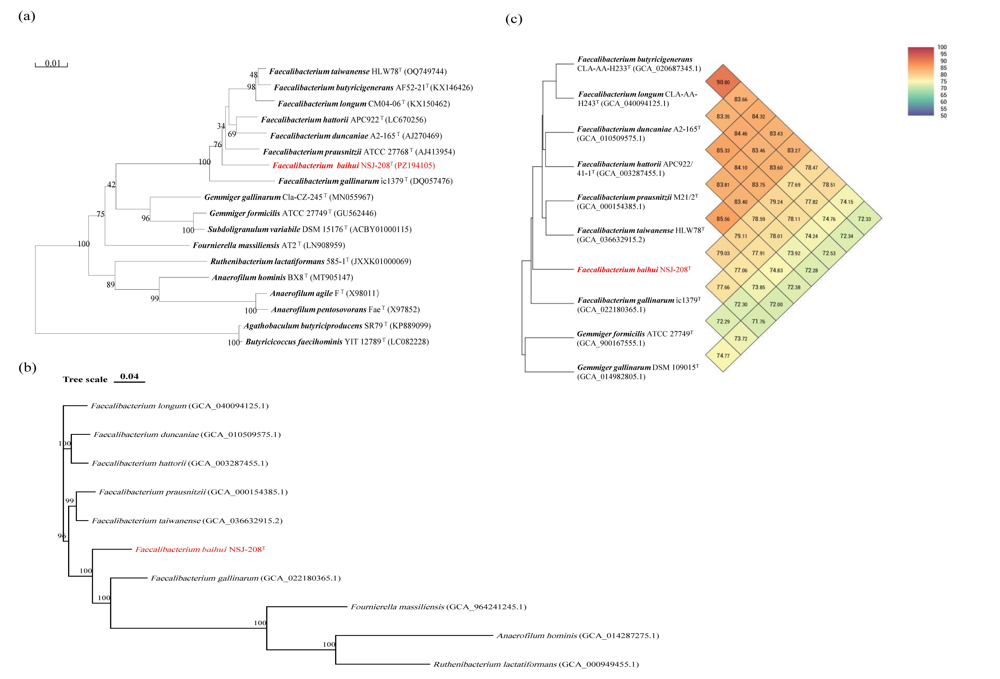 (a)
0.01
Faecalibacterium taiwanense HLW78T (OQ749744)
48
Faecalibacterium butyricigenerans AF52-21T (KX146426)
98
Faecalibacterium longum CM04-06 T (KX150462)
Faecalibacterium hattorii APC922 T (LC670256)
34
69
Faecalibacterium duncaniae A2-165 T (AJ270469)
76
Faecalibacterium prausnitzii ATCC 27768 T (AJ413954)
100
Faecalibacterium baihui NSJ-208T (PZ194105)
Faecalibacterium gallinarum ic1379 T (DQ057476)
42
Gemmiger gallinarum Cla-CZ-245 T (MN055967)
75
Gemmiger formicilis ATCC 27749 T (GU562446)
96
100
Subdoligranulum variabile DSM 15176 T (ACBY01000115)
100
Fournierella massiliensis AT2 T (LN908959)
Ruthenibacterium lactatiformans 585-1T (JXXK01000069)
Anaerofilum hominis BX8 T (MT905147)
89
Anaerofilum agile F T (X98011)
99
100
Anaerofilum pentosovorans Fae T (X97852)
Agathobaculum butyriciproducens SR79 T (KP889099)
100
Butyricicoccus faecihominis YIT 12789 T (LC082228)
(b)
Tree scale 0.04
Faecalibacterium longum (GCA_040094125.1)
Faecalibacterium duncaniae (GCA_010509575.1)
100
Faecalibacterium hattorii (GCA_003287455.1)
Faecalibacterium prausnitzii (GCA_000154385.1)
99
Faecalibacterium taiwanense (GCA_036632915.2)
96
Faecalibacterium baihui NSJ-208T
100
Faecalibacterium gallinarum (GCA_022180365.1)
100
Fournierella massiliensis (GCA_964241245.1)
100
Anaerofilum hominis (GCA_014287275.1)
100
Ruthenibacterium lactatiformans (GCA_000949455.1)
(c)
100
95
90
85
80
75
70
65
60
55
50
Faecalibacterium butyricigenerans
CLA-AA-H233T (GCA_020687345.1)
Faecalibacterium longum CLA-AA-
H243T (GCA_040094125.1)
Faecalibacterium duncaniae A2-165T
(GCA_010509575.1)
Faecalibacterium hattorii APC922/
41-1T (GCA_003287455.1)
Faecalibacterium prausnitzii M21/2T
(GCA_000154385.1)
Faecalibacterium taiwanense HLW78T
(GCA_036632915.2)
Faecalibacterium baihui NSJ-208T
Faecalibacterium gallinarum ic1379T
(GCA_022180365.1)
Gemmiger formicilis ATCC 27749T
(GCA_900167555.1)
Gemmiger gallinarum DSM 109015T
(GCA_014982805.1)
90.80
83.66
83.35 84.32
84.46 83.43
85.33 83.46 83.27
84.10 83.60 78.47
83.81 83.75 77.69 78.51
83.40 79.24 77.82 74.15
85.56 78.59 78.11 74.76 72.33
79.11 78.01 74.24 72.34
79.03 77.91 73.92 72.53
77.06 74.83 72.28
77.66 73.85 72.38
72.30 72.00
72.29 71.76
73.72
74.77